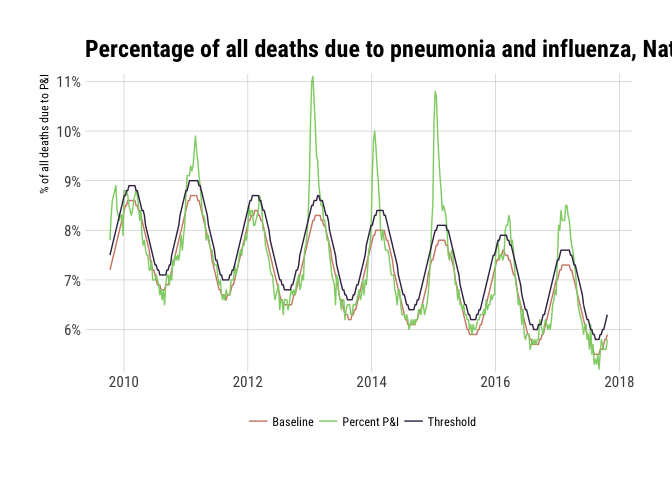 Percentage of all deaths due to pneumonia and influenza, Nat
% of all deaths due to P&I
11%
10%
9%
8%
7%
6%
2010 2012 2014 2016 2018
Baseline Percent P&I Threshold